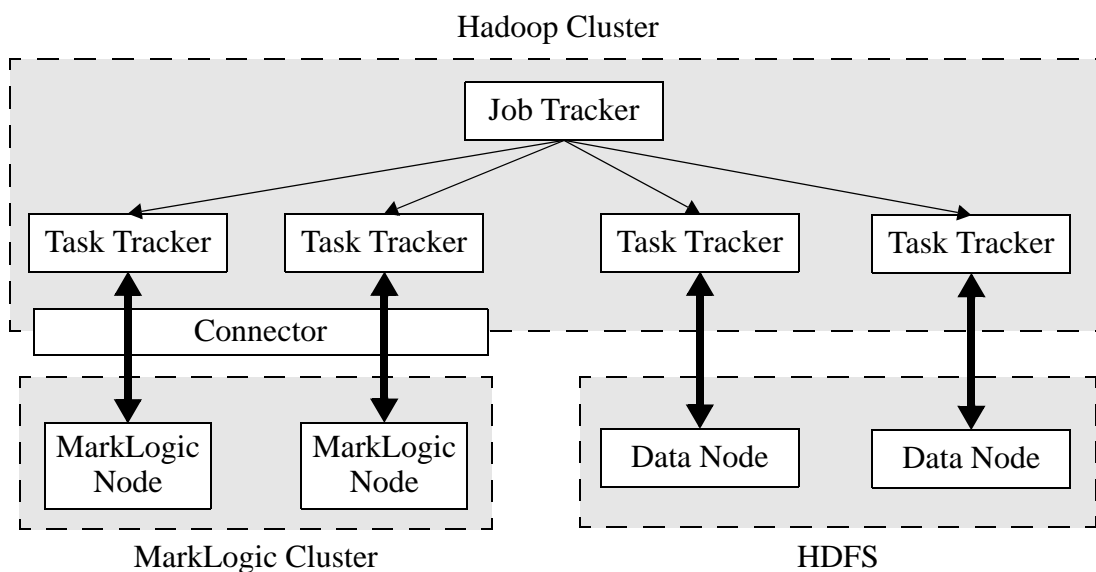 Hadoop Cluster
Job Tracker
Task Tracker
Task Tracker
Task Tracker
Task Tracker
Connector
MarkLogic
Node
MarkLogic
Node
Data Node
Data Node
MarkLogic Cluster
HDFS